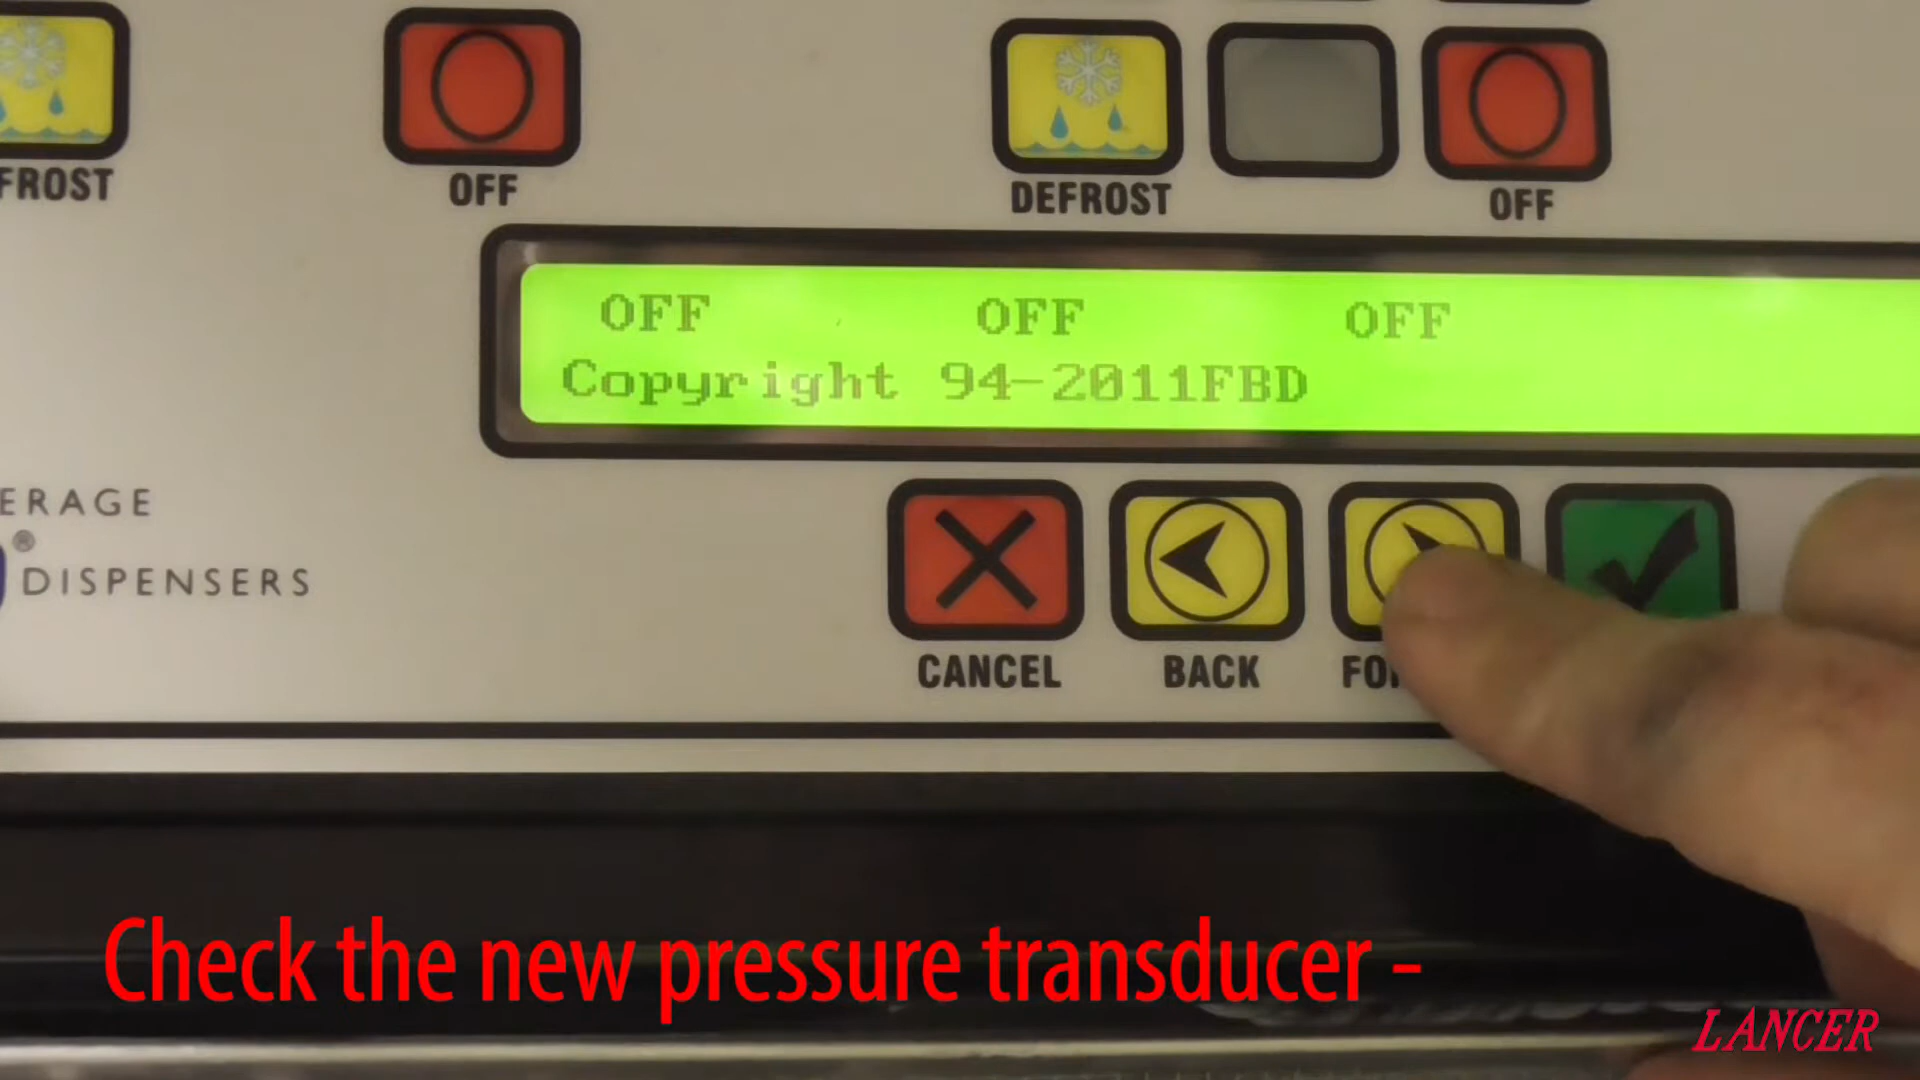 FROST
OFF
DEFROST
OFF
OFF OFF OFF
Copyright 94-2011FBD
ERAGE
®
DISPENSERS
CANCEL
BACK
FO
Check the new pressure transducer -
LANCER